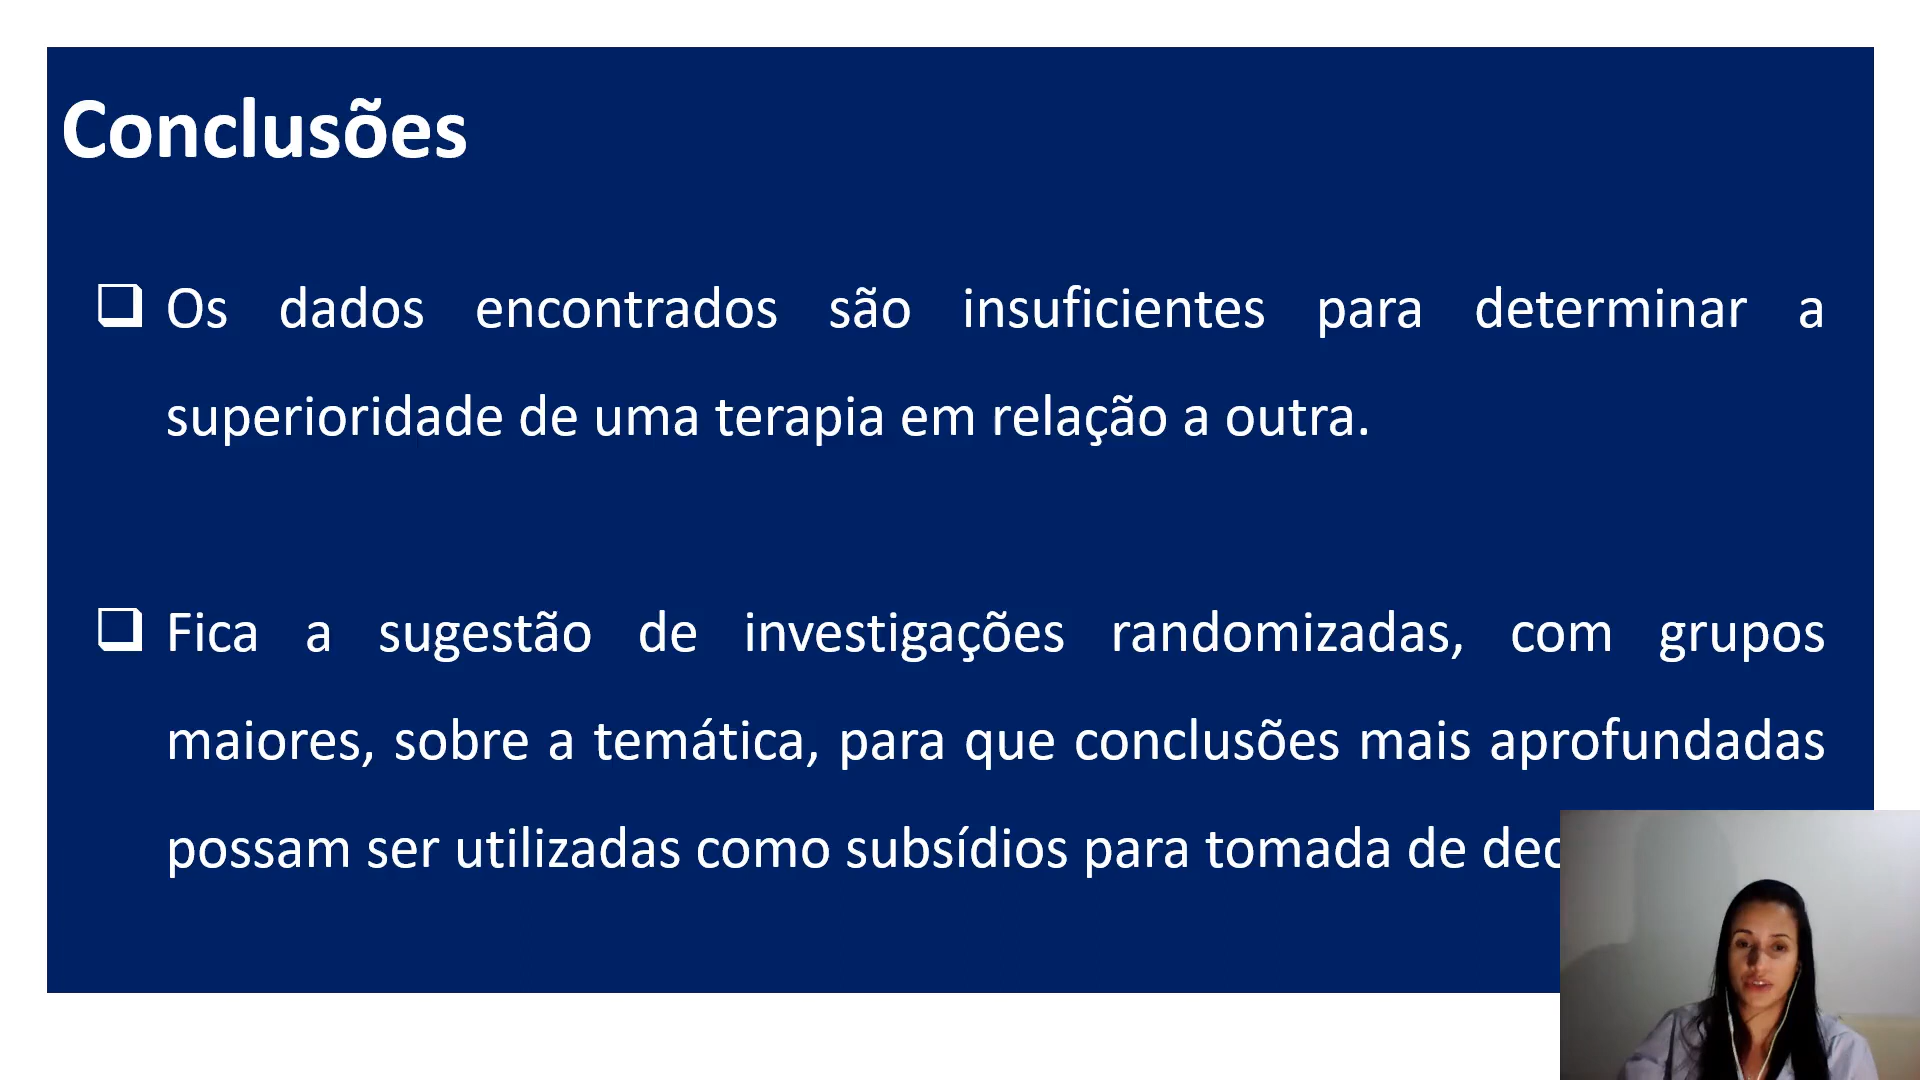 Conclusões
Os dados encontrados são insuficientes para determinar a
superioridade de uma terapia em relação a outra.
Fica a sugestão de investigações randomizadas, com grupos
maiores, sobre a temática, para que conclusões mais aprofundadas
possam ser utilizadas como subsídios para tomada de